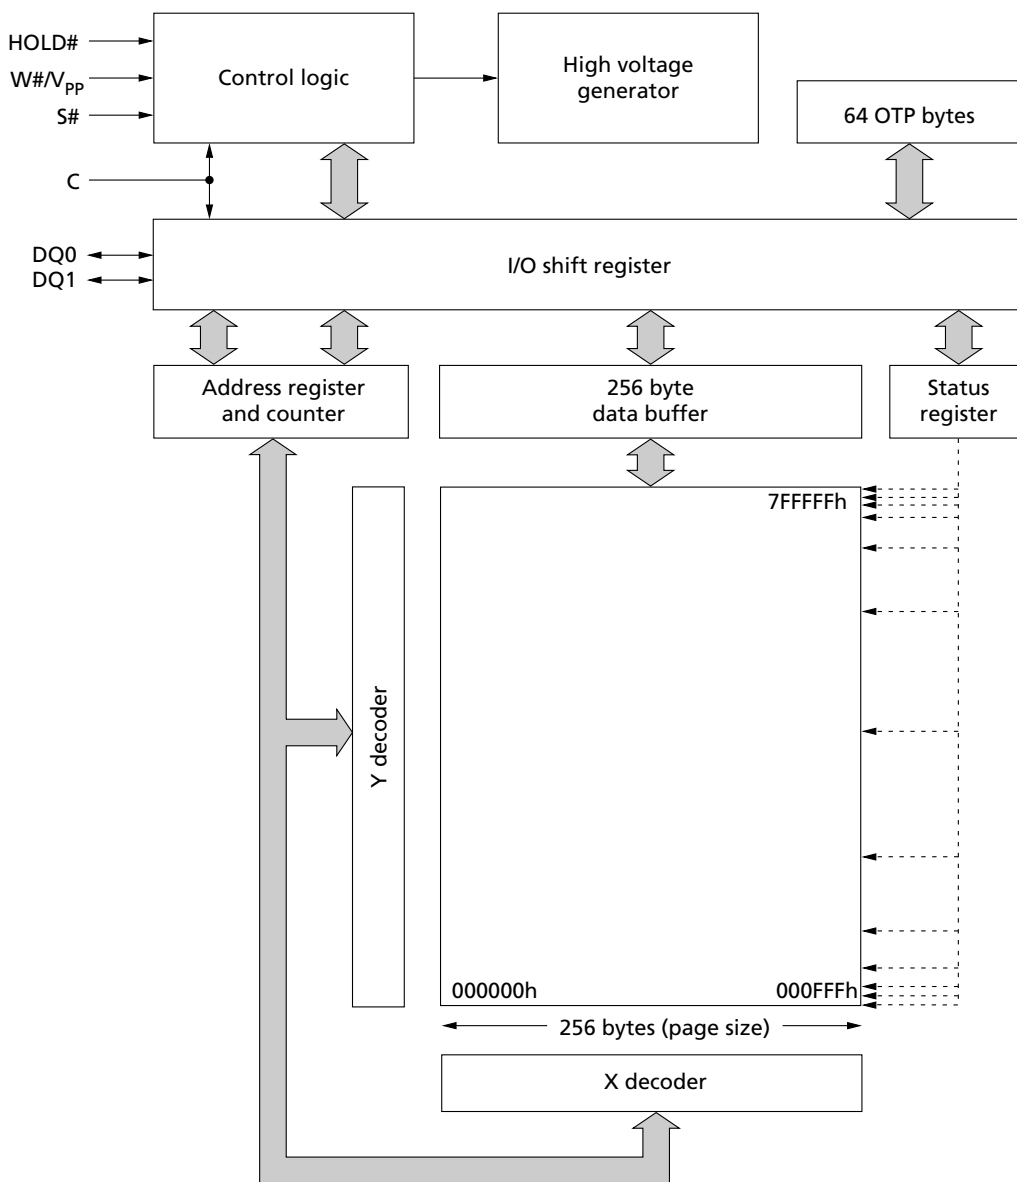 HOLD#
W#/VPP
S#
Control logic
High voltage
generator
64 OTP bytes
C
DQ0
DQ1
I/O shift register
Address register
and counter
256 byte
data buffer
Status
register
7FFFFFh
Y decoder
000000h
000FFFh
256 bytes (page size)
X decoder